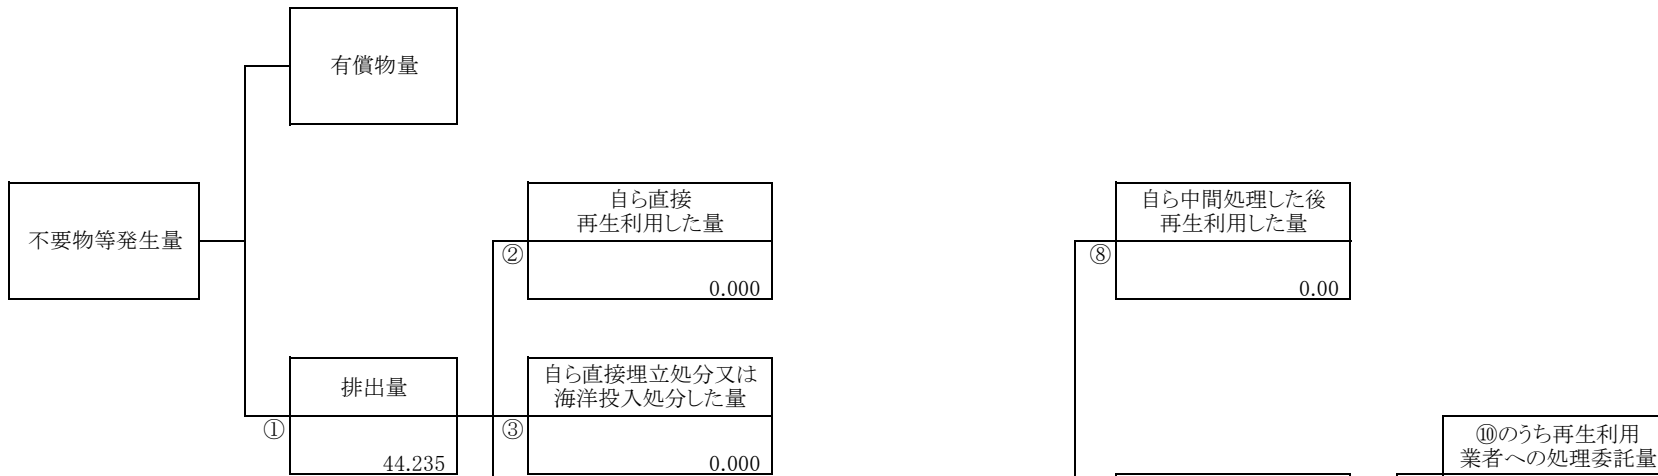 有償物量
不要物等発生量
自ら直接
再生利用した量
②
0.000
自ら中間処理した後
再生利用した量
⑧
0.00
排出量
①
44.235
自ら直接埋立処分又は
海洋投入処分した量
③
0.000
⑩のうち再生利用
業者への処理委託量